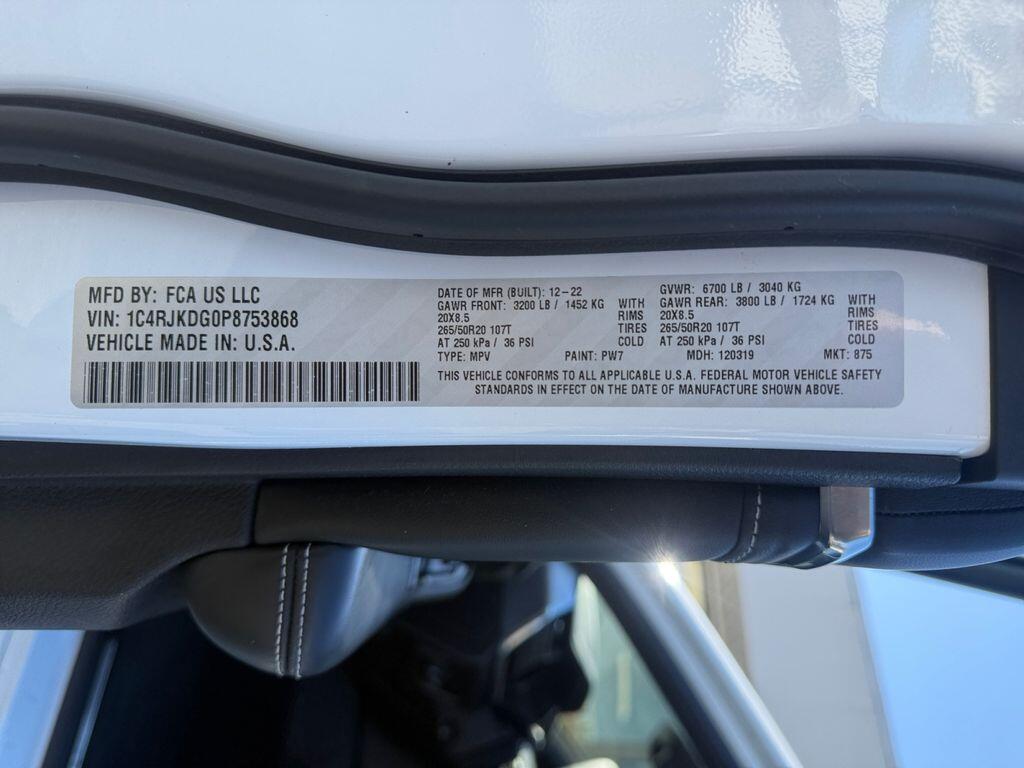 MFD BY: FCA US LLC
VIN: 1C4RJKDG0P8753868
VEHICLE MADE IN: U.S.A.
DATE OF MFR (BUILT): 12-22
GVWR: 6700 LB / 3040 KG
GAWR FRONT: 3200 LB / 1452 KG WITH
GAWR REAR: 3800 LB / 1724 KG WITH
20X8.5 RIMS
20X8.5 RIMS
265/50R20 107T TIRES
265/50R20 107T TIRES
AT 250 kPa / 36 PSI COLD
AT 250 kPa / 36 PSI COLD
TYPE: MPV PAINT: PW7 MDH: 120319 MKT: 875
THIS VEHICLE CONFORMS TO ALL APPLICABLE U.S.A. FEDERAL MOTOR VEHICLE SAFETY
STANDARDS IN EFFECT ON THE DATE OF MANUFACTURE SHOWN ABOVE.